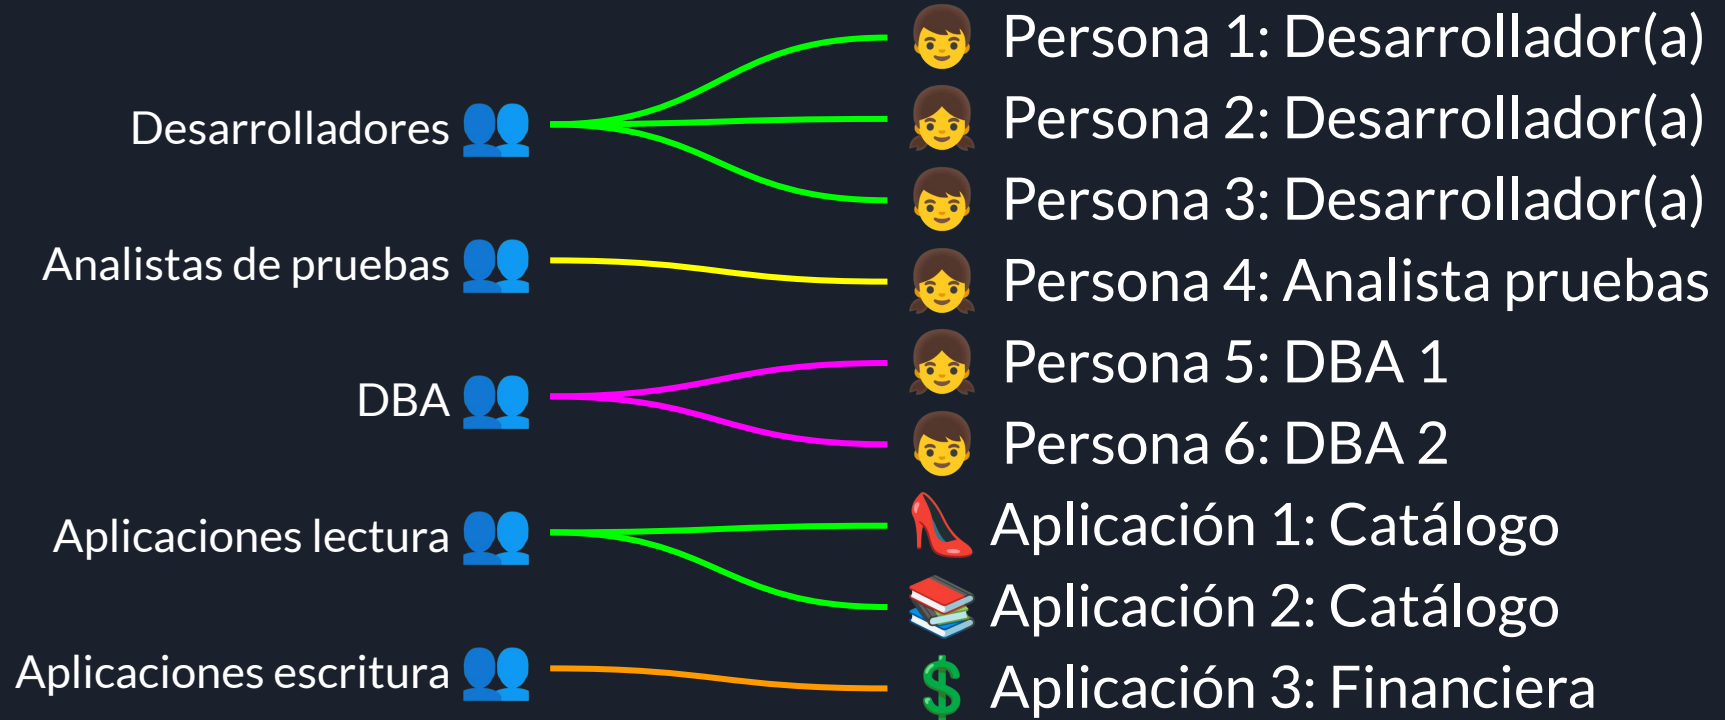 Desarrolladores
Analistas de pruebas
DBA
Aplicaciones lectura
Aplicaciones escritura
Persona 1: Desarrollador(a)
Persona 2: Desarrollador(a)
Persona 3: Desarrollador(a)
Persona 4: Analista pruebas
Persona 5: DBA 1
Persona 6: DBA 2
Aplicación 1: Catálogo
Aplicación 2: Catálogo
Aplicación 3: Financiera